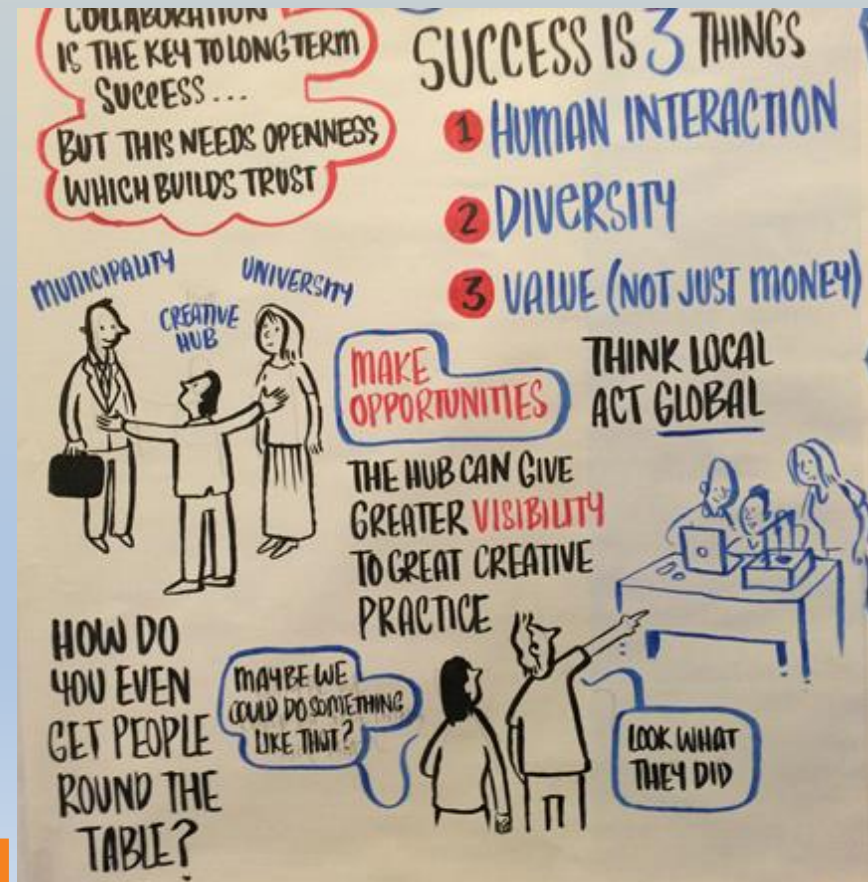 COLLABORATION
IS THE KEY TO LONG TERM
SUCCESS...
BUT THIS NEEDS OPENNESS
WHICH BUILDS TRUST
SUCCESS IS 3 THINGS
1 HUMAN INTERACTION
2 DIVERSITY
3 VALUE (NOT JUST MONEY)
MUNICIPALITY
CREATIVE
HUB
UNIVERSITY
MAKE
OPPORTUNITIES
THINK LOCAL
ACT GLOBAL
THE HUB CAN GIVE
GREATER VISIBILITY
TO GREAT CREATIVE
PRACTICE
HOW DO
YOU EVEN
GET PEOPLE
ROUND THE
TABLE?
MAYBE WE
COULD DO SOMETHING
LIKE THAT?
LOOK WHAT
THEY DID